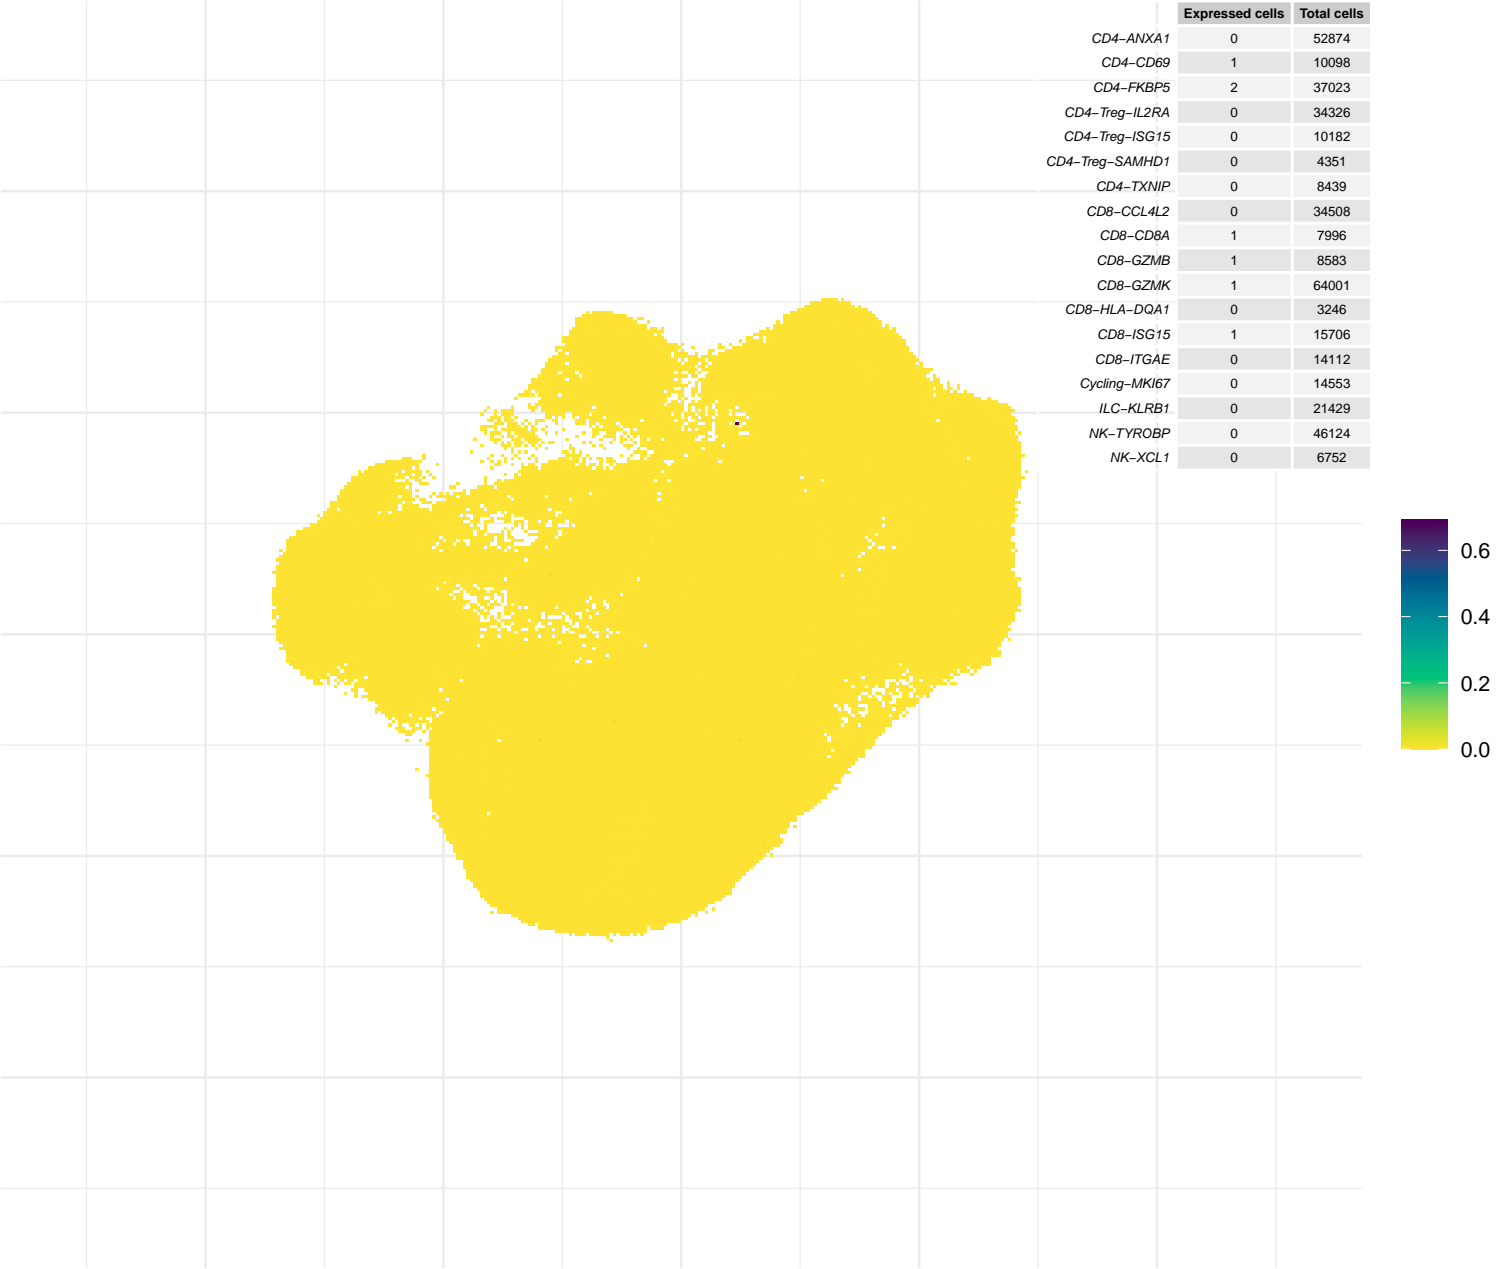 Expressed cells Total cells
CD4−ANXA1 0 52874
CD4−CD69 1 10098
CD4−FKBP5 2 37023
CD4−Treg−IL2RA 0 34326
CD4−Treg−ISG15 0 10182
CD4−Treg−SAMHD1 0 4351
CD4−TXNIP 0 8439
CD8−CCL4L2 0 34508
CD8−CD8A 1 7996
CD8−GZMB 1 8583
CD8−GZMK 1 64001
CD8−HLA−DQA1 0 3246
CD8−ISG15 1 15706
CD8−ITGAE 0 14112
Cycling−MKI67 0 14553
ILC−KLRB1 0 21429
NK−TYROBP 0 46124
NK−XCL1 0 6752
0.6
0.4
0.2
0.0